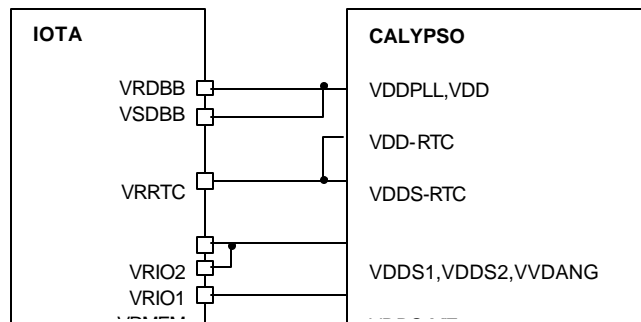 IOTA
CALYPSO
VRDBB
VDDPLL,VDD
VSDBB
VDD-RTC
VRRTC
VDDS-RTC
VRIO2
VDDS1,VDDS2,VVDANG
VRIO1